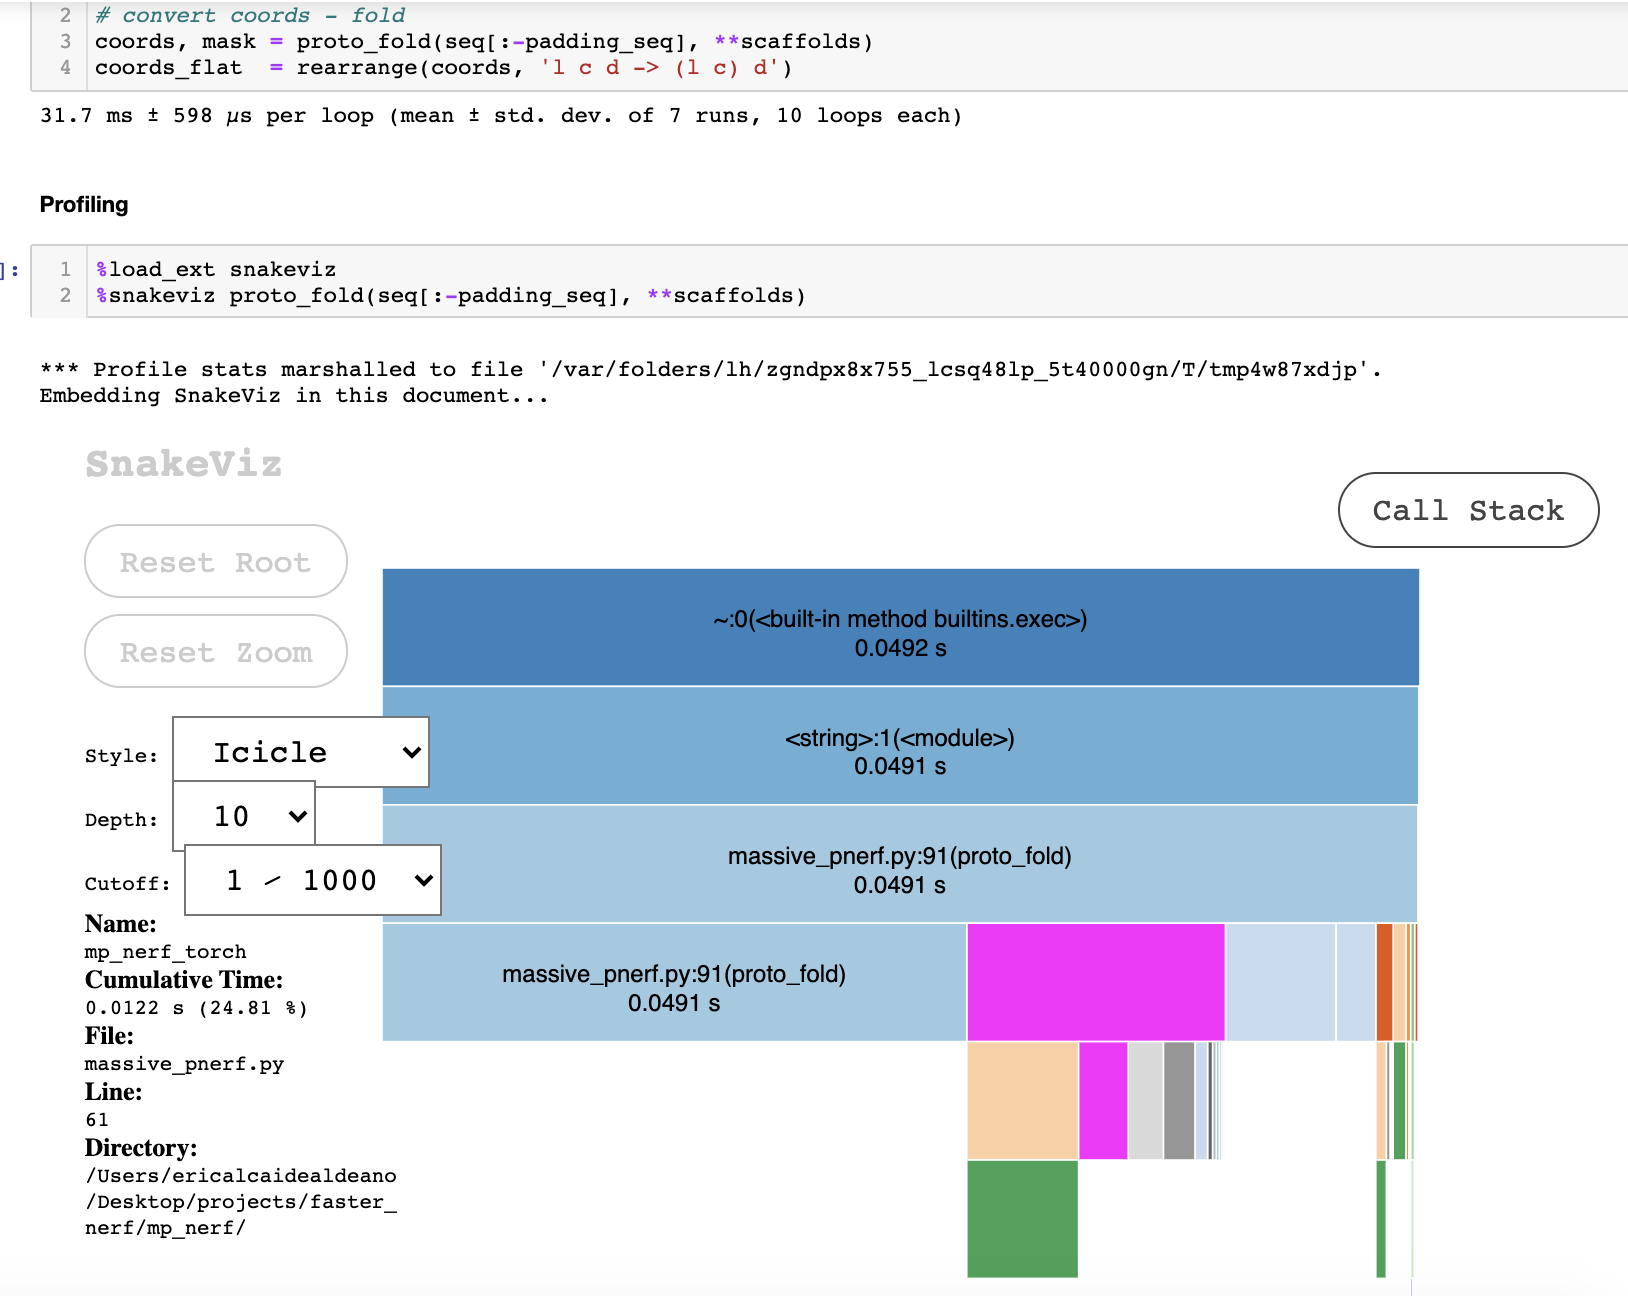 2 # convert coords - fold
3 coords, mask = proto_fold(seq[:-padding_seq], **scaffolds)
4 coords_flat  = rearrange(coords, 'l c d -> (l c) d')
31.7 ms ± 598 µs per loop (mean ± std. dev. of 7 runs, 10 loops each)
Profiling
]: 1 %load_ext snakeviz
2 %snakeviz proto_fold(seq[:-padding_seq], **scaffolds)
*** Profile stats marshalled to file '/var/folders/lh/zgndpx8x755_lcsq48lp_5t40000gn/T/tmp4w87xdjp'.
Embedding SnakeViz in this document...
SnakeViz
Call Stack
Reset Root
Reset Zoom
~:0(<built-in method builtins.exec>)
0.0492 s
<string>:1(<module>)
0.0491 s
massive_pnerf.py:91(proto_fold)
0.0491 s
massive_pnerf.py:91(proto_fold)
0.0491 s
Style: Icicle
Depth: 10
Cutoff: 1 / 1000
Name:
mp_nerf_torch
Cumulative Time:
0.0122 s (24.81 %)
File:
massive_pnerf.py
Line:
61
Directory:
/Users/ericalcaidealdeano
/Desktop/projects/faster_
nerf/mp_nerf/